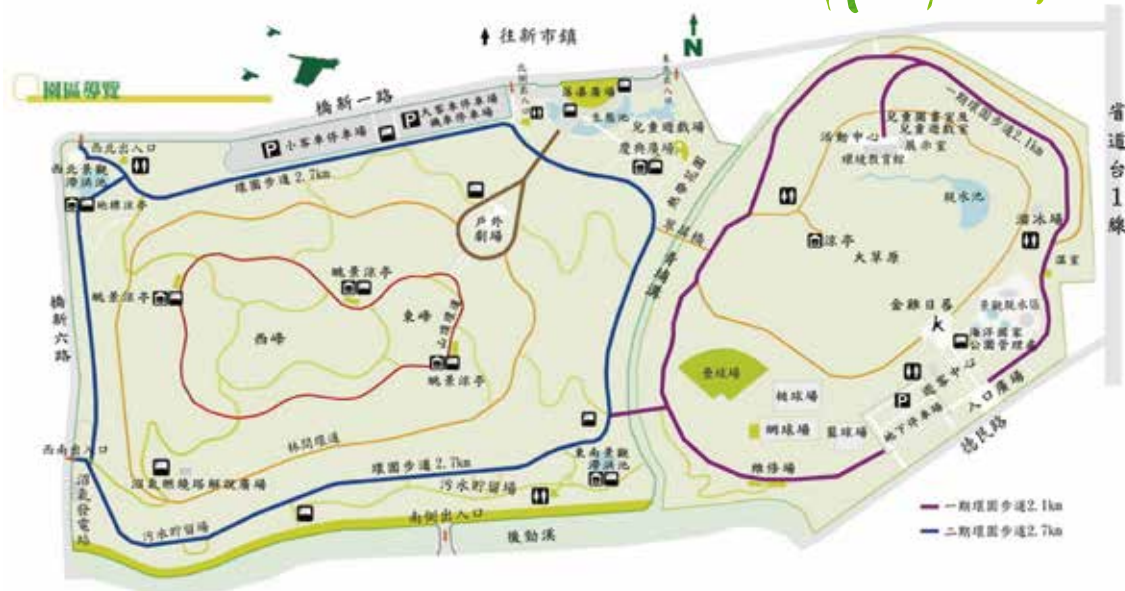 園區導覽
往新市鎮
N
橋新一路
小客車停車場
大客車停車場
機車停車場
北側出入口
生態池
兒童遊戲場
慶典廣場
西北出入口
西北景觀
滯洪池
地標涼亭
環園步道2.7km
戶外
劇場
眺景涼亭
眺景涼亭
西峰
東峰
眺景涼亭
橋新六路
林間環道
西南出入口
沼氣燃燒塔解說廣場
沼氣發電站
環園步道2.7km
污水貯留場
污水貯留場
東南景觀
滯洪池
南側出入口
後勁溪
青埔溝
一期環園步道2.1km
兒童圖書室及
兒童遊戲室
展示室
活動中心
環境教育館
親水池
溜冰場
溫室
涼亭
大草原
景觀親水區
海洋國家
公園管理處
遊客中心
地下停車場
入口廣場
德民路
壘球場
槌球場
網球場
籃球場
維修場
省道台1線
一期環園步道2.1km
二期環園步道2.7km